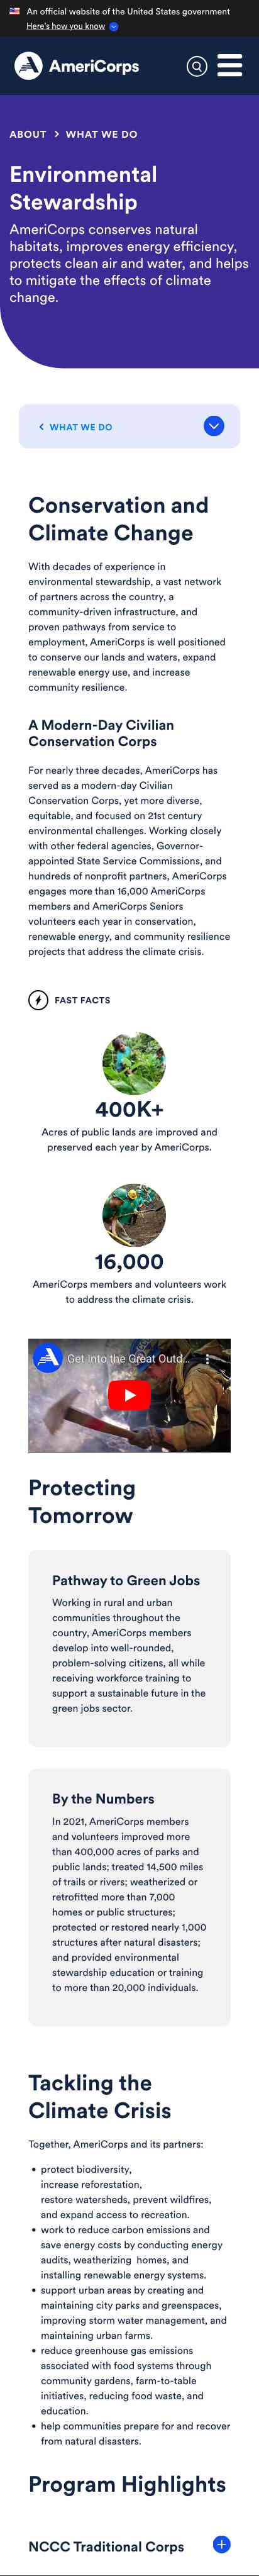 An official website of the United States government
Here's how you know
AmeriCorps
ABOUT > WHAT WE DO
Environmental
Stewardship
AmeriCorps conserves natural
habitats, improves energy efficiency,
protects clean air and water, and helps
to mitigate the effects of climate
change.
< WHAT WE DO
Conservation and
Climate Change
With decades of experience in
environmental stewardship, a vast network
of partners across the country, a
community-driven infrastructure, and
proven pathways from service to
employment, AmeriCorps is well positioned
to conserve our lands and waters, expand
renewable energy use, and increase
community resilience.
A Modern-Day Civilian
Conservation Corps
For nearly three decades, AmeriCorps has
served as a modern-day Civilian
Conservation Corps, yet more diverse,
equitable, and focused on 21st century
environmental challenges. Working closely
with other federal agencies, Governor-
appointed State Service Commissions, and
hundreds of nonprofit partners, AmeriCorps
engages more than 16,000 AmeriCorps
members and AmeriCorps Seniors
volunteers each year in conservation,
renewable energy, and community resilience
projects that address the climate crisis.
FAST FACTS
400K+
Acres of public lands are improved and
preserved each year by AmeriCorps.
16,000
AmeriCorps members and volunteers work
to address the climate crisis.
Get Into the Great Outd...
Protecting
Tomorrow
Pathway to Green Jobs
Working in rural and urban
communities throughout the
country, AmeriCorps members
develop into well-rounded,
problem-solving citizens, all while
receiving workforce training to
support a sustainable future in the
green jobs sector.
By the Numbers
In 2021, AmeriCorps members
and volunteers improved more
than 400,000 acres of parks and
public lands; treated 14,500 miles
of trails or rivers; weatherized or
retrofitted more than 7,000
homes or public structures;
protected or restored nearly 1,000
structures after natural disasters;
and provided environmental
stewardship education or training
to more than 20,000 individuals.
Tackling the
Climate Crisis
Together, AmeriCorps and its partners:
• protect biodiversity,
increase reforestation,
restore watersheds, prevent wildfires,
and expand access to recreation.
• work to reduce carbon emissions and
save energy costs by conducting energy
audits, weatherizing homes, and
installing renewable energy systems.
• support urban areas by creating and
maintaining city parks and greenspaces,
improving storm water management, and
maintaining urban farms.
• reduce greenhouse gas emissions
associated with food systems through
community gardens, farm-to-table
initiatives, reducing food waste, and
education.
• help communities prepare for and recover
from natural disasters.
Program Highlights
NCCC Traditional Corps